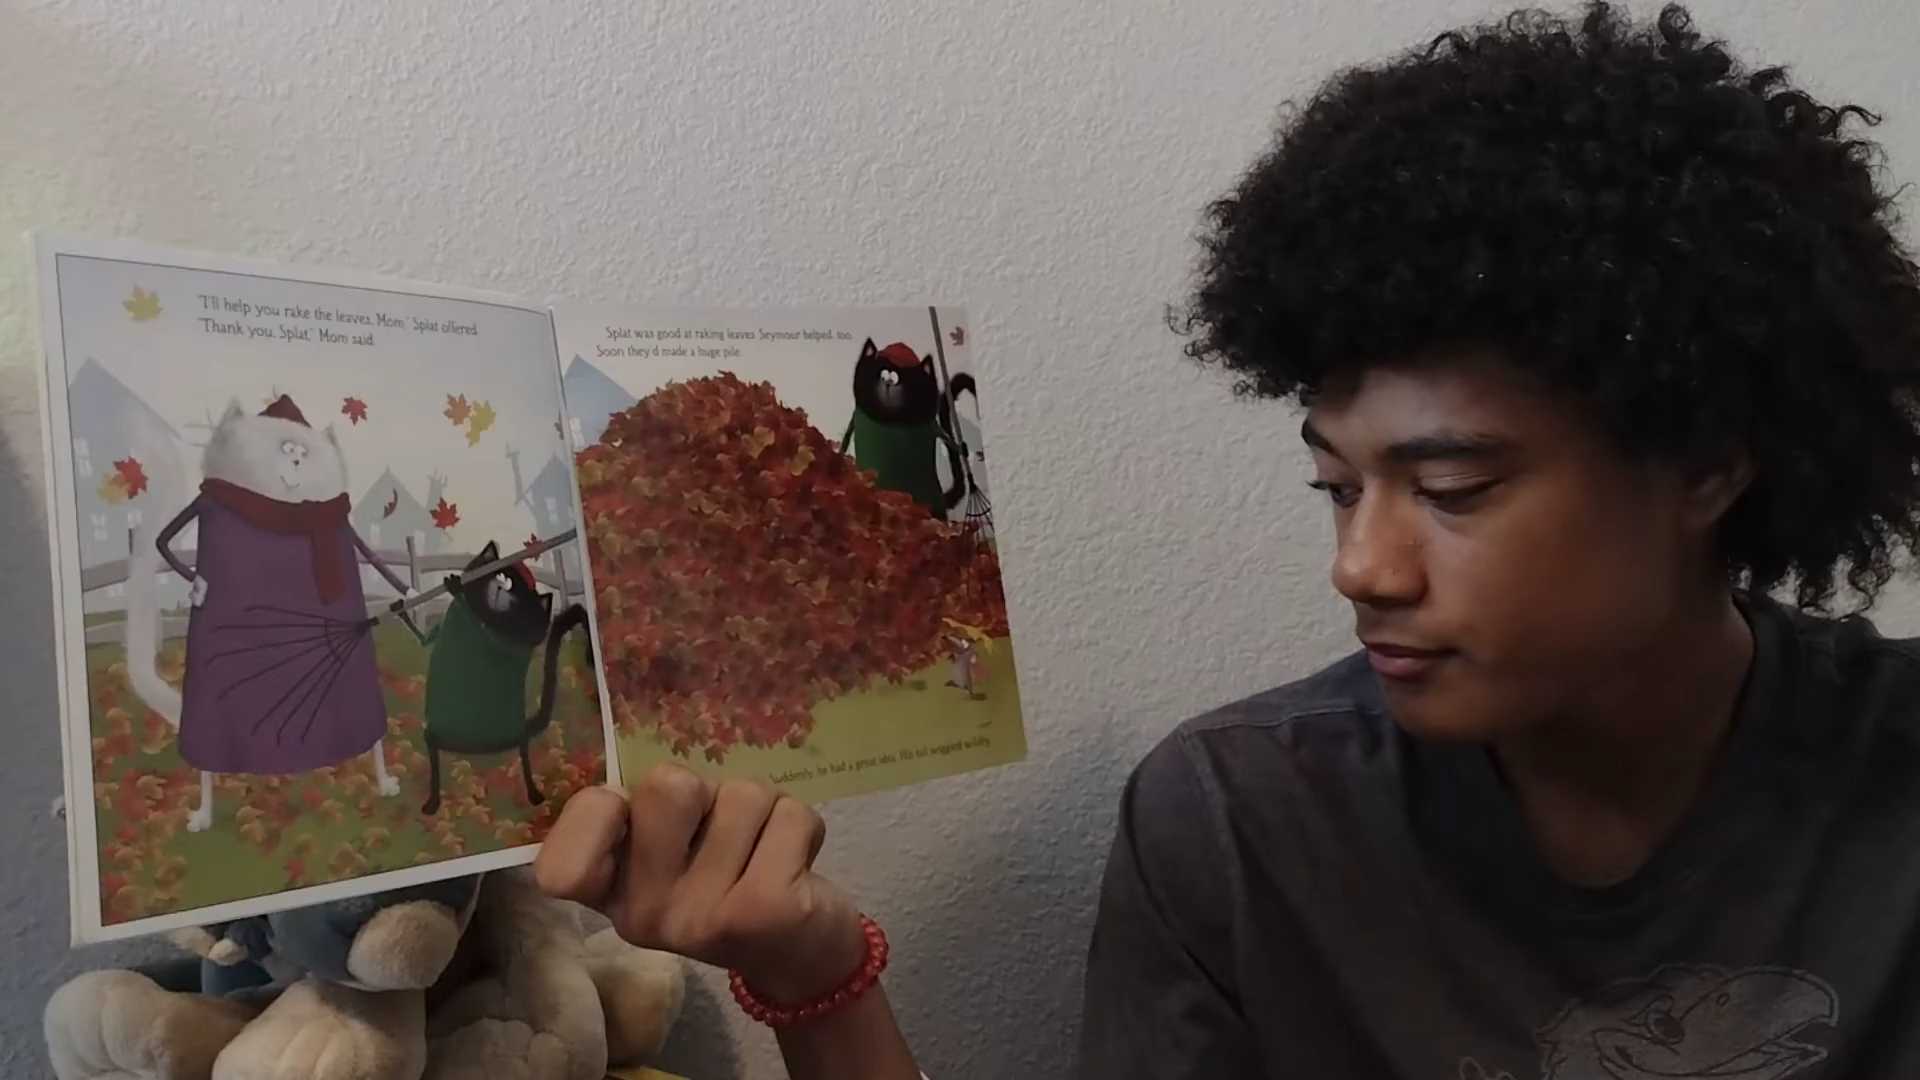 "I'll help you rake the leaves, Mom," Splat offered.
"Thank you, Splat," Mom said.
Splat was good at raking leaves. Seymour helped, too.
Soon they'd made a huge pile.
Suddenly, he had a great idea. His tail wiggled wildly.